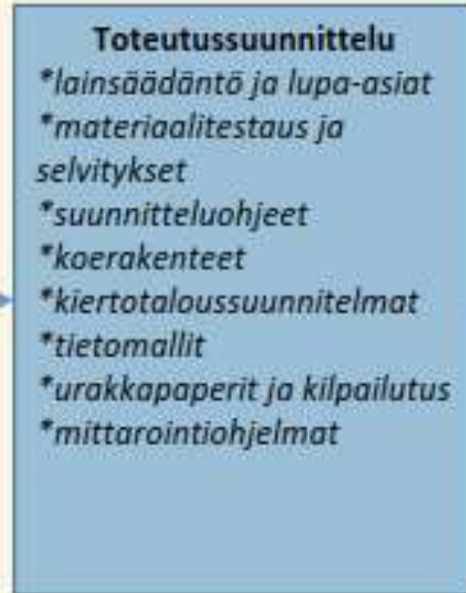 Toteutussuunnittelu
*lainsäädäntö ja lupa-asiat
*materiaalitestaus ja
selvitykset
*suunnitteluohjeet
*koerakenteet
*kiertotaloussuunnitelmat
*tietomallit
*urakkapaperit ja kilpailutus
*mittarointiohjelmat